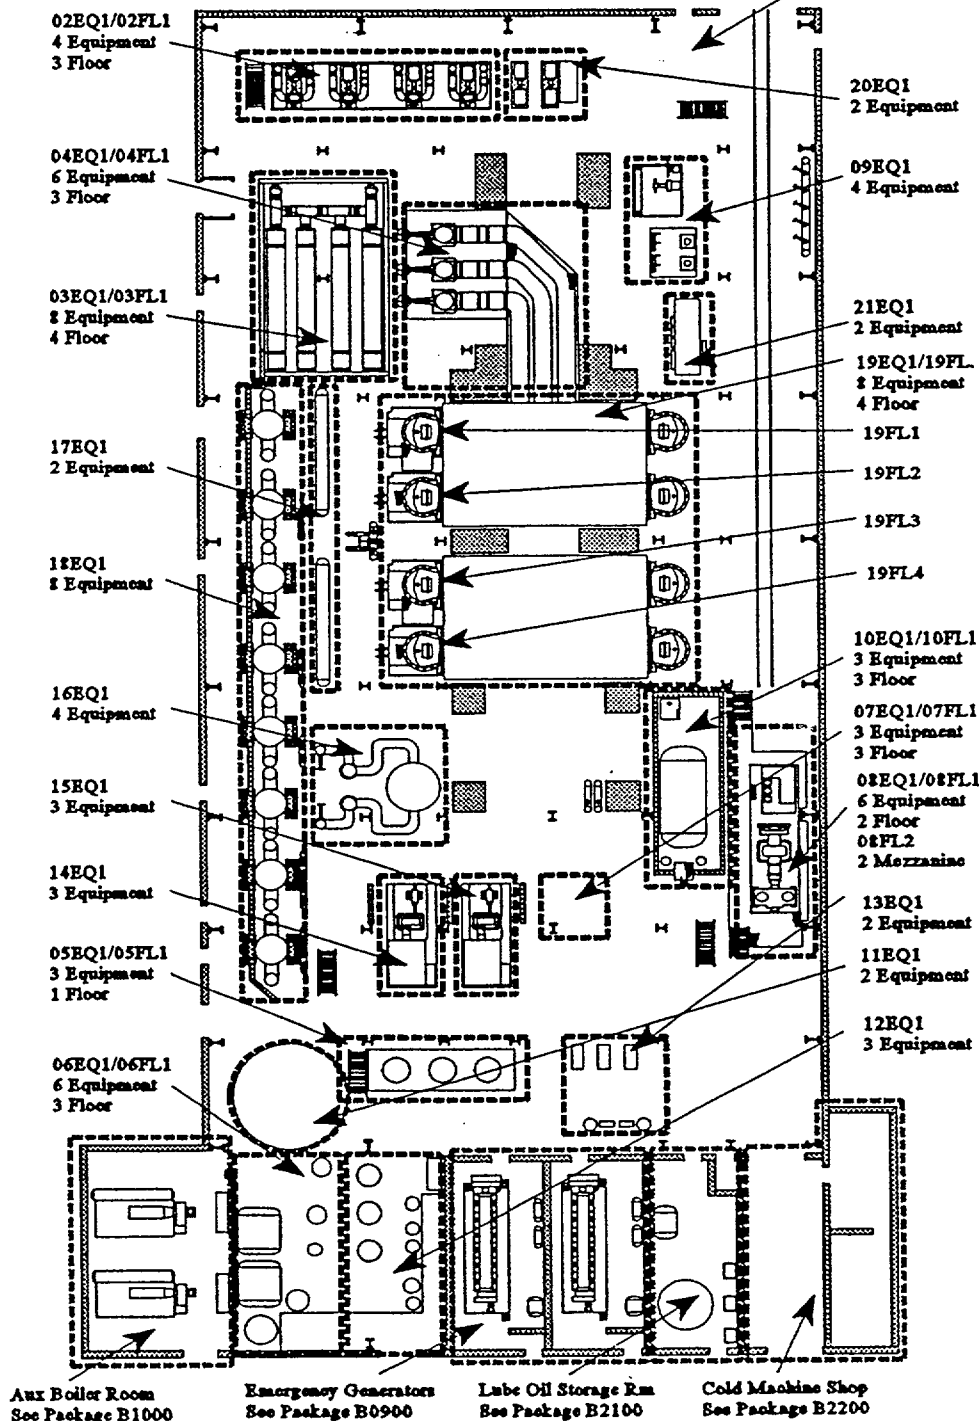 02EQ1/02FL1
4 Equipment
3 Floor
20EQ1
2 Equipment
04EQ1/04FL1
6 Equipment
3 Floor
09EQ1
4 Equipment
03EQ1/03FL1
8 Equipment
4 Floor
21EQ1
2 Equipment
19EQ1/19FL.
8 Equipment
4 Floor
19FL1
17EQ1
2 Equipment
19FL2
19FL3
18EQ1
8 Equipment
19FL4
10EQ1/10FL1
3 Equipment
3 Floor
16EQ1
4 Equipment
07EQ1/07FL1
3 Equipment
3 Floor
15EQ1
3 Equipment
08EQ1/08FL1
6 Equipment
2 Floor
08FL2
2 Mezzanine
14EQ1
3 Equipment
13EQ1
2 Equipment
05EQ1/05FL1
3 Equipment
1 Floor
11EQ1
2 Equipment
12EQ1
3 Equipment
06EQ1/06FL1
6 Equipment
3 Floor
Aux Boiler Room
See Package B1000
Emergency Generators
See Package B0900
Lube Oil Storage Rm
See Package B2100
Cold Machine Shop
See Package B2200